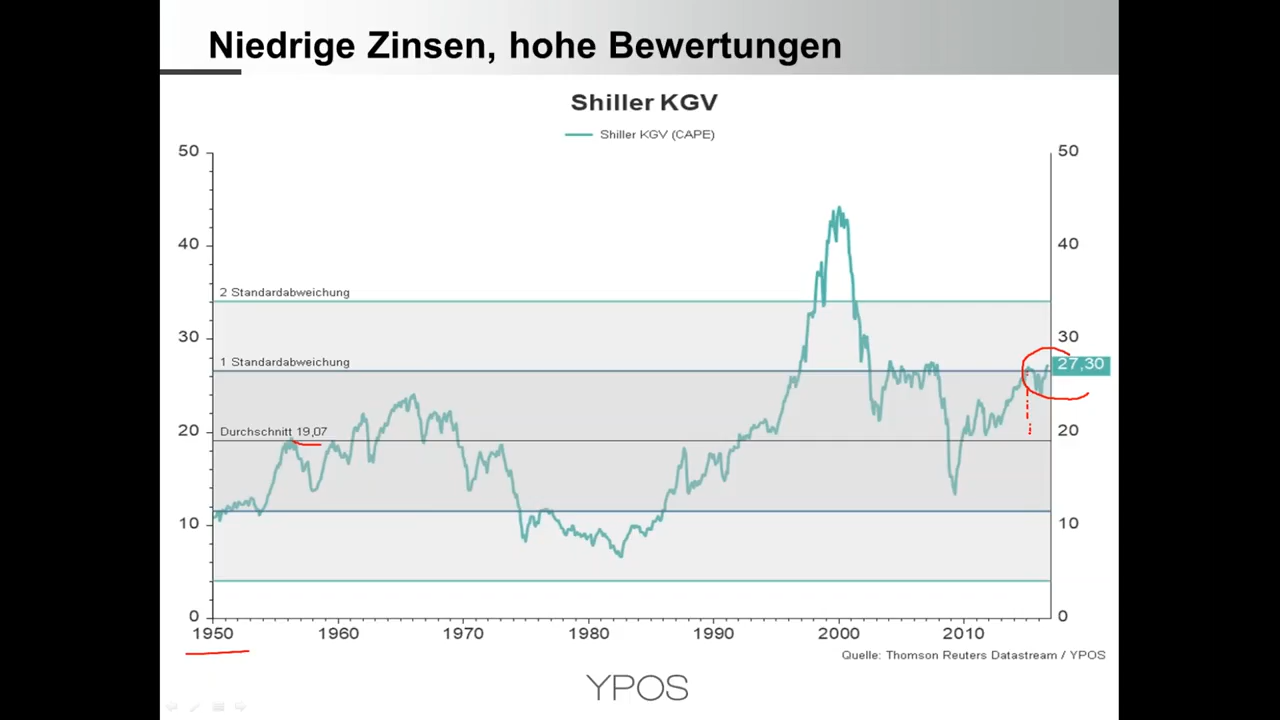 Niedrige Zinsen, hohe Bewertungen
Shiller KGV
Shiller KGV (CAPE)
50 50
40 40
2 Standardabweichung
30 30
1 Standardabweichung
27,30
Durchschnitt 19,07
20 20
10 10
0 0
1950 1960 1970 1980 1990 2000 2010
Quelle: Thomson Reuters Datastream / YPOS
YPOS